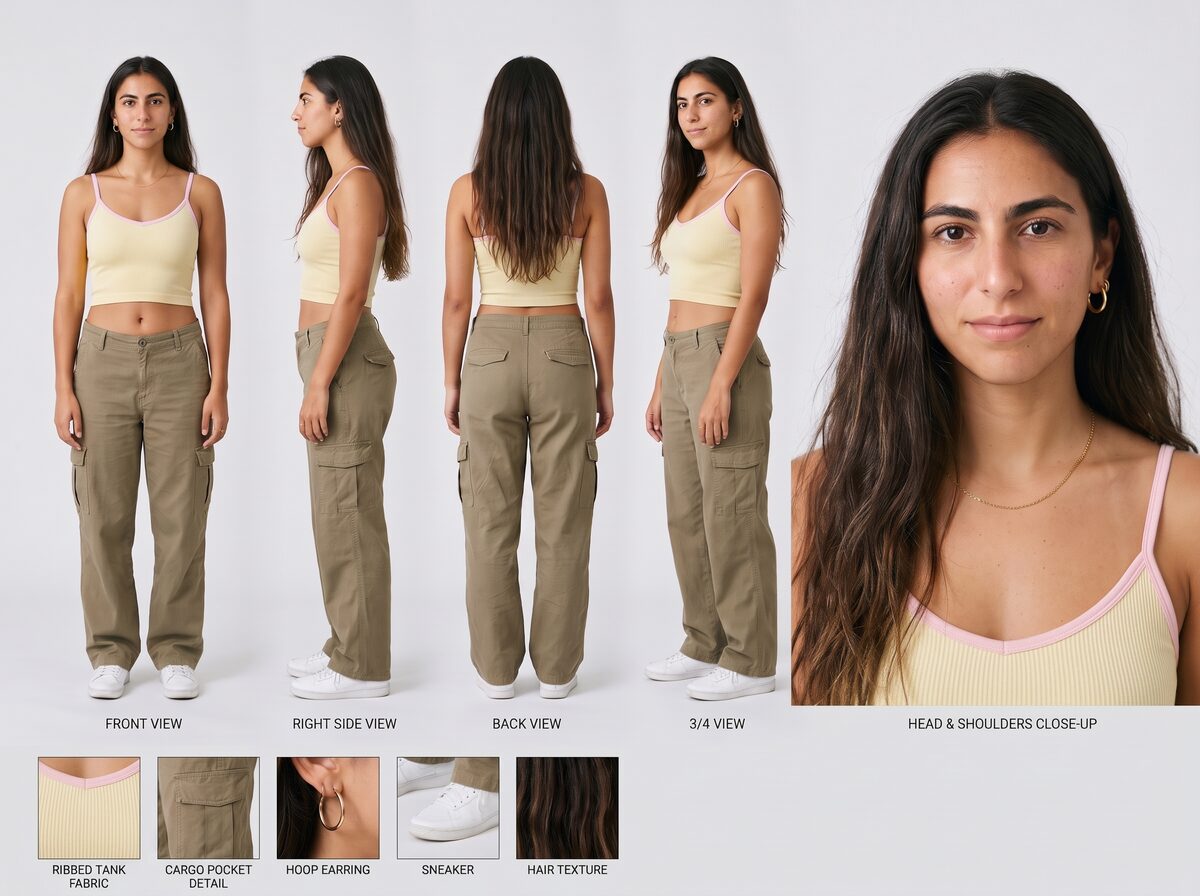 FRONT VIEW
RIGHT SIDE VIEW
BACK VIEW
3/4 VIEW
HEAD & SHOULDERS CLOSE-UP
RIBBED TANK
FABRIC
CARGO POCKET
DETAIL
HOOP EARRING
SNEAKER
HAIR TEXTURE